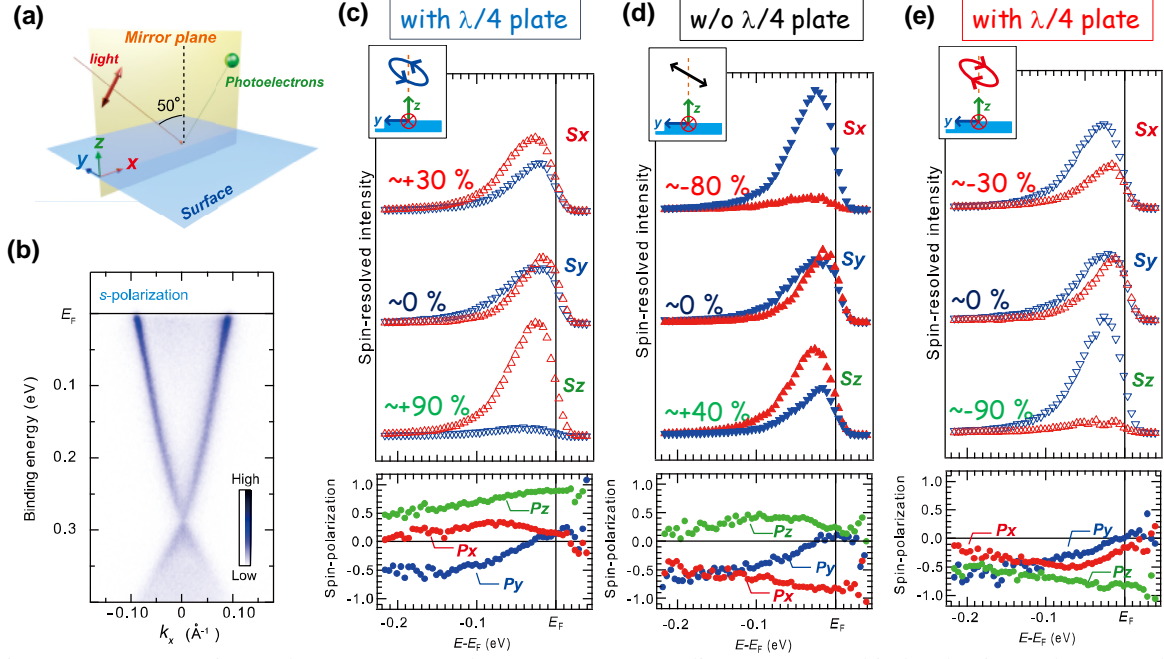 (a)
Mirror plane
light
Photoelectrons
50°
z
y
x
Surface
(b)
s-polarization
EF
0.1
0.2
0.3
Binding energy (eV)
High
Low
-0.10
0
0.10
kx (Å-1)
(c)
with λ/4 plate
z
y
Sx
~+30 %
Sy
~0 %
Sz
~+90 %
Spin-resolved intensity
1.0
0.5
0.0
-0.5
-1.0
Spin-polarization
Pz
Px
Py
-0.2
-0.1
EF
E-EF (eV)
(d)
w/o λ/4 plate
z
y
Sx
~-80 %
Sy
~0 %
Sz
~+40 %
Spin-resolved intensity
1.0
0.5
0.0
-0.5
-1.0
Spin-polarization
Pz
Py
Px
-0.2
-0.1
EF
E-EF (eV)
(e)
with λ/4 plate
z
y
Sx
~-30 %
Sy
~0 %
Sz
~-90 %
Spin-resolved intensity
1.0
0.5
0.0
-0.5
-1.0
Spin-polarization
Px
Py
Pz
-0.2
-0.1
EF
E-EF (eV)